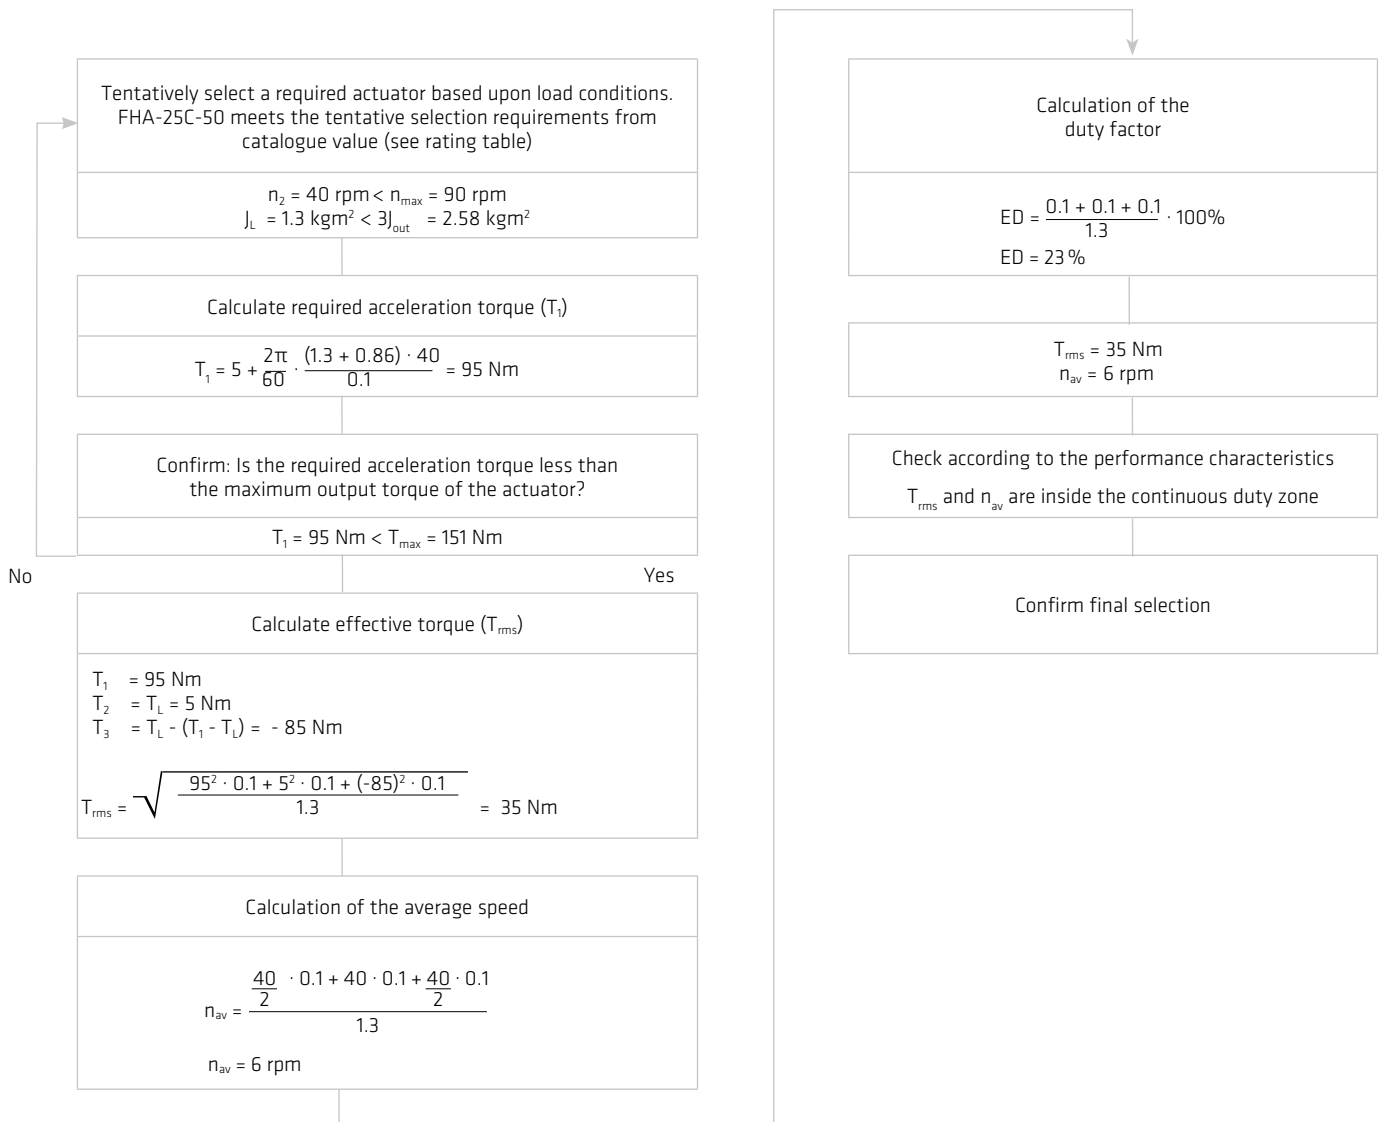 Tentatively select a required actuator based upon load conditions.
FHA-25C-50 meets the tentative selection requirements from
catalogue value (see rating table)
n₂ = 40 rpm < nmax = 90 rpm
JL = 1.3 kgm² < 3Jout = 2.58 kgm²
Calculate required acceleration torque (T₁)
T₁ = 5 + 2π/60 · (1.3 + 0.86) · 40/0.1 = 95 Nm
Confirm: Is the required acceleration torque less than
the maximum output torque of the actuator?
T₁ = 95 Nm < Tmax = 151 Nm
No
Yes
Calculate effective torque (Trms)
T₁ = 95 Nm
T₂ = TL = 5 Nm
T₃ = TL - (T₁ - TL) = - 85 Nm
Trms = √ 95² · 0.1 + 5² · 0.1 + (-85)² · 0.1 / 1.3 = 35 Nm
Calculation of the average speed
nav = 40/2 · 0.1 + 40 · 0.1 + 40/2 · 0.1 / 1.3
nav = 6 rpm
Calculation of the
duty factor
ED = 0.1 + 0.1 + 0.1 / 1.3 · 100%
ED = 23 %
Trms = 35 Nm
nav = 6 rpm
Check according to the performance characteristics
Trms and nav are inside the continuous duty zone
Confirm final selection